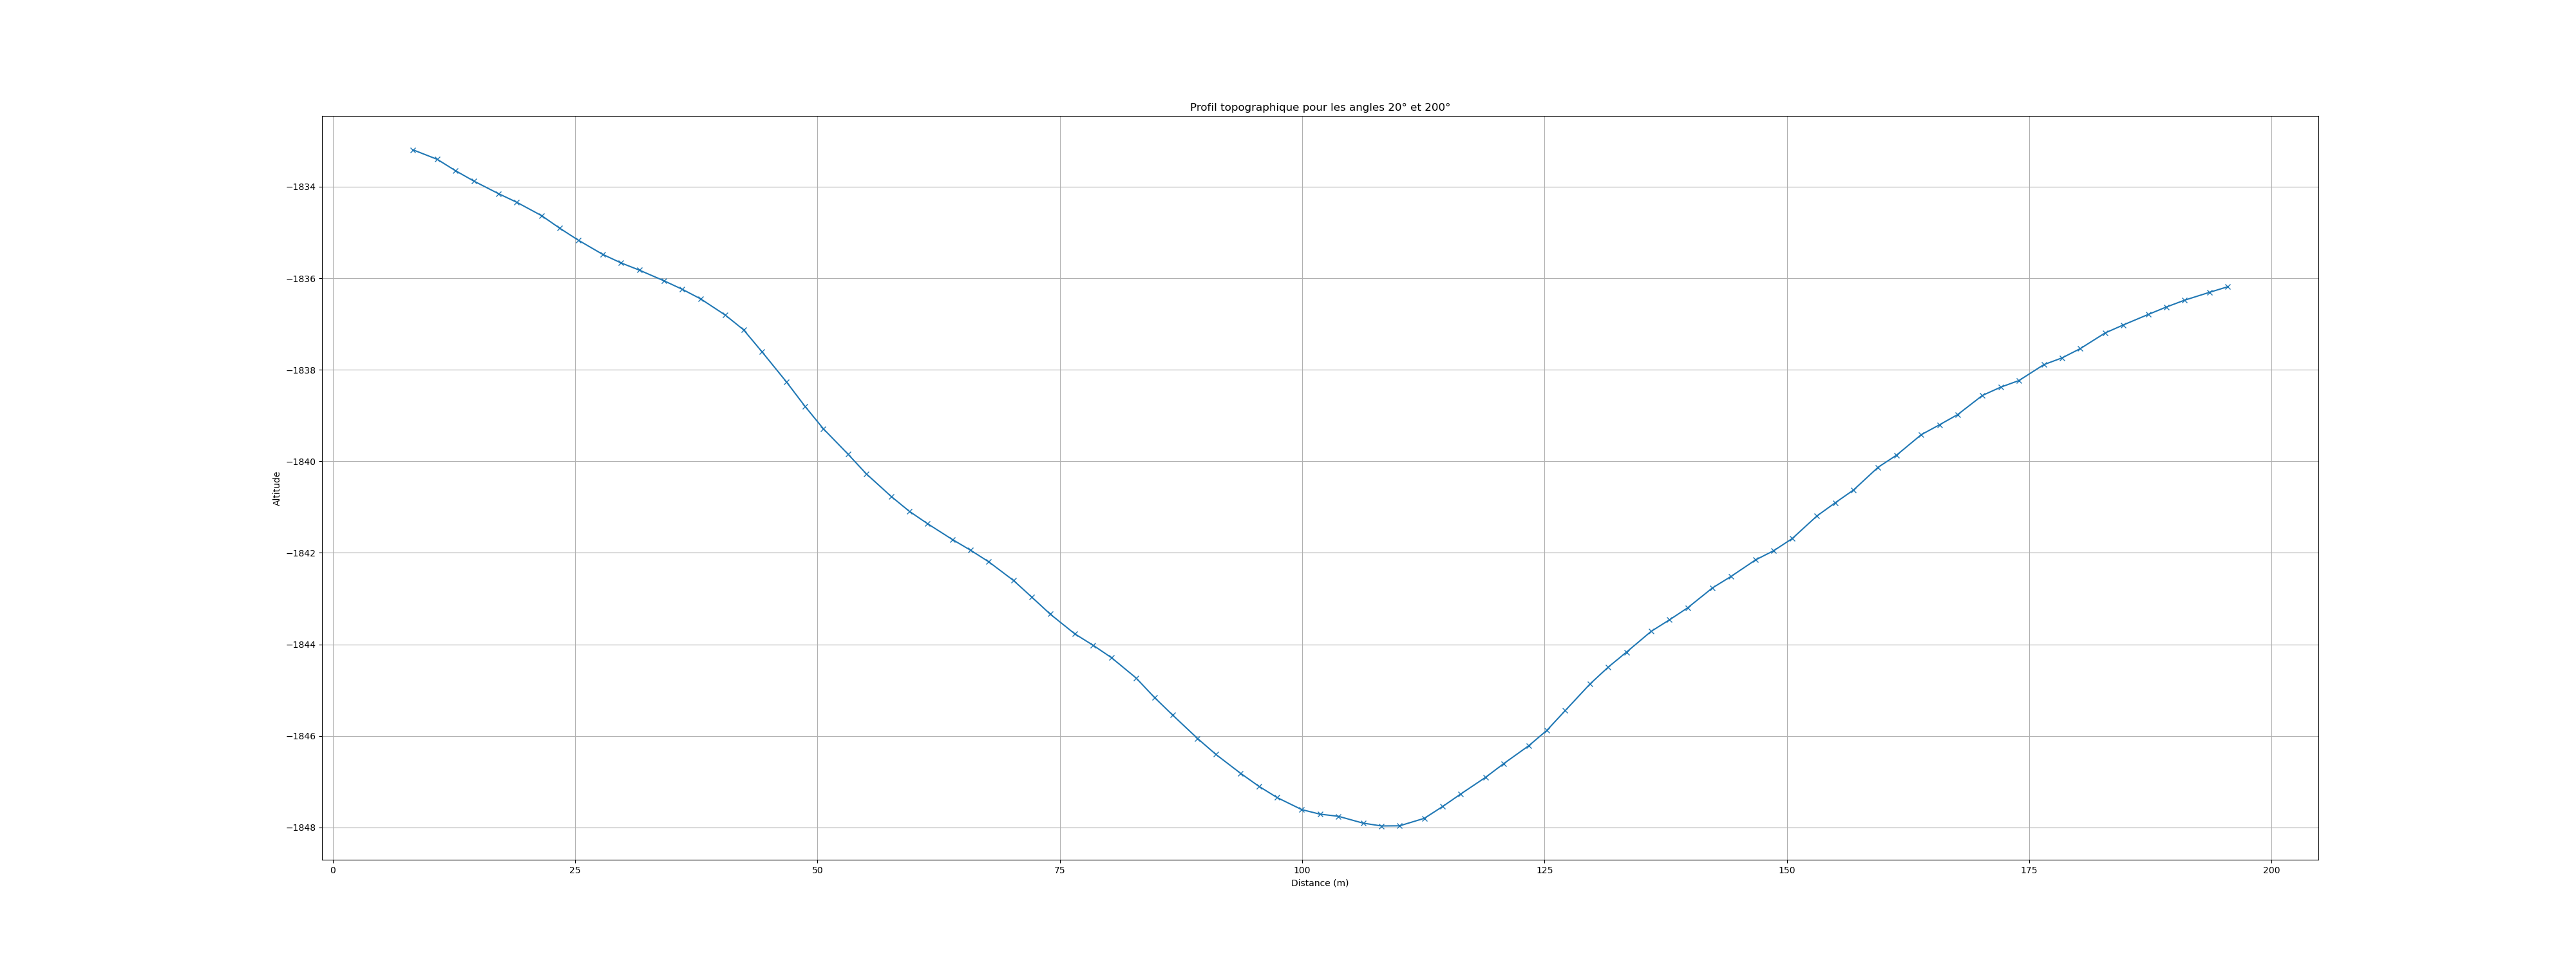 Profil topographique pour les angles 20° et 200°
−1834
−1836
−1838
−1840
−1842
−1844
−1846
−1848
Altitude
0 25 50 75 100 125 150 175 200
Distance (m)